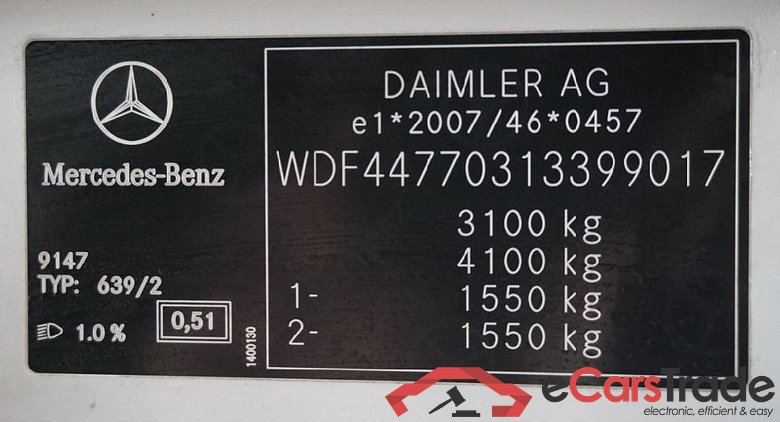 Mercedes-Benz
9147
TYP: 639/2
1.0 %
0,51
1400130
DAIMLER AG
e1*2007/46*0457
WDF44770313399017
3100 kg
4100 kg
1- 1550 kg
2- 1550 kg
eCarsTrade
electronic, efficient & easy